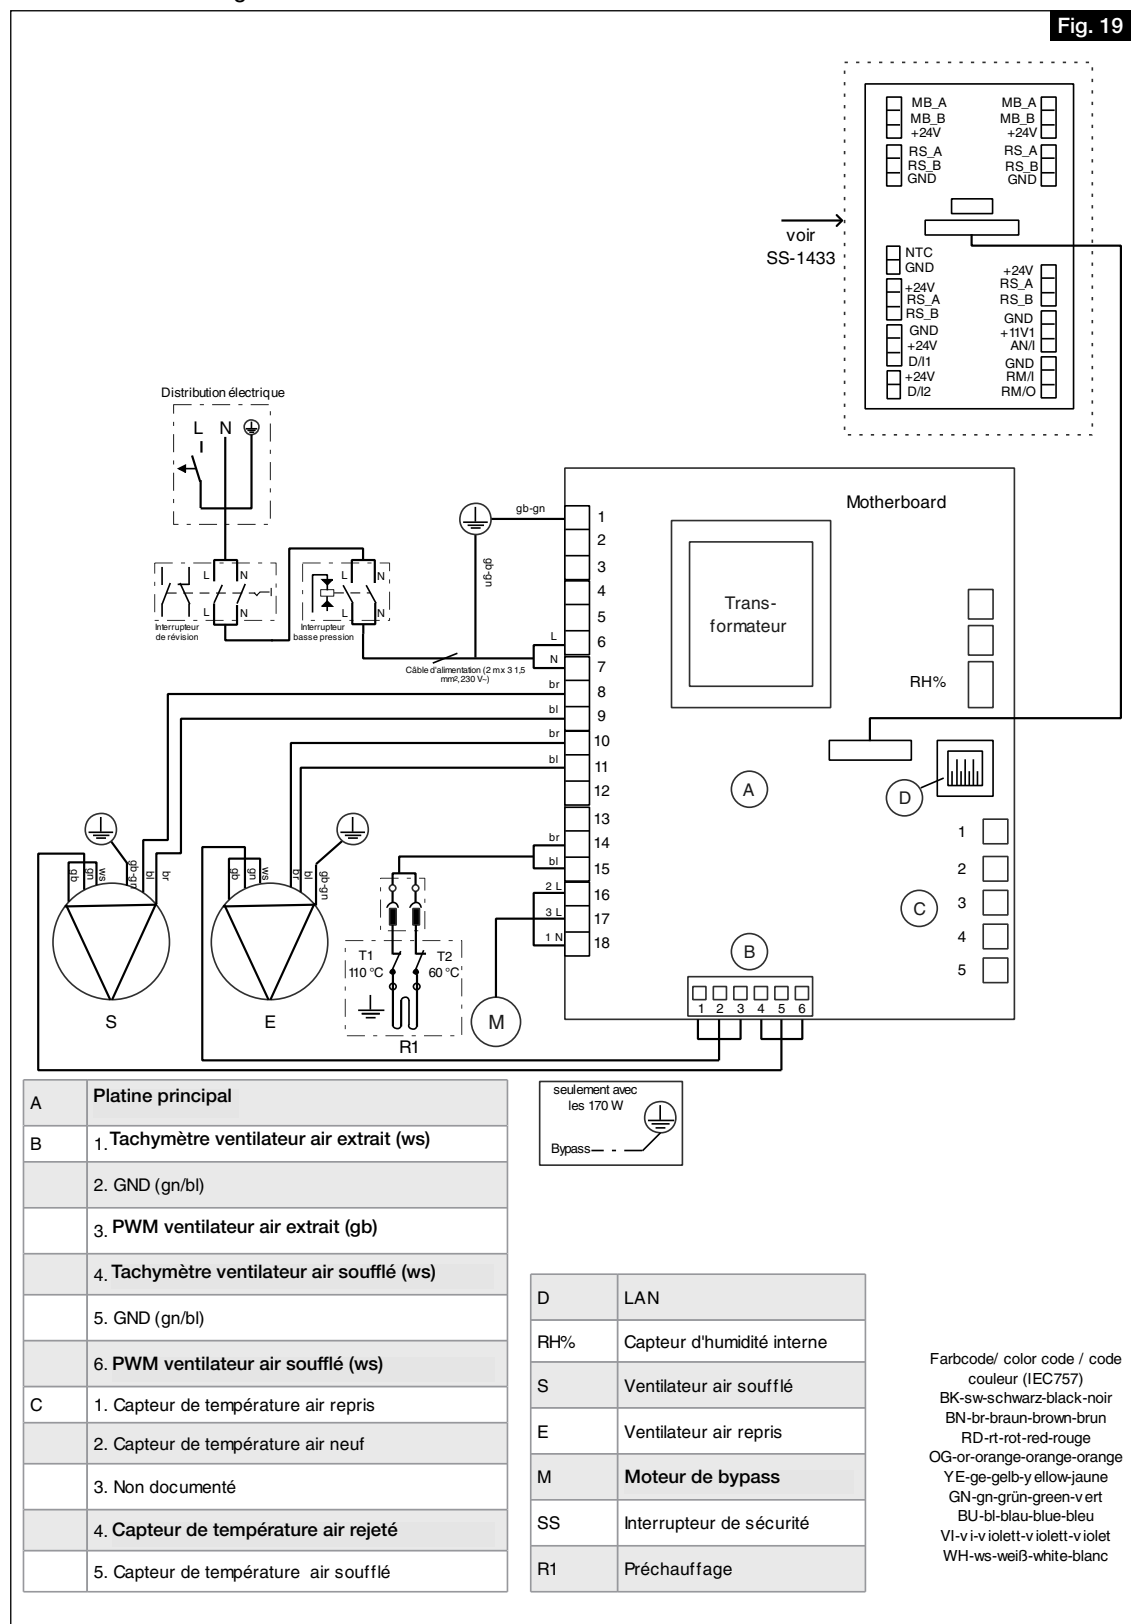 Fig. 19
MB_A
MB_B
+24V
RS_A
RS_B
GND
MB_A
MB_B
+24V
RS_A
RS_B
GND
voir
SS-1433
NTC
GND
+24V
RS_A
RS_B
GND
+24V
D/I1
+24V
D/I2
+24V
RS_A
RS_B
GND
+11V1
AN/I
GND
RM/I
RM/O
Distribution électrique
L N
L N
L N
Interrupteur
de révision
L N
L N
Interrupteur
basse pression
gb-gn
gb-gn
L
N
Câble d'alimentation (2 m x 3 1,5
mm², 230 V~)
br
bl
br
bl
br
bl
2 L
3 L
1 N
1
2
3
4
5
6
7
8
9
10
11
12
13
14
15
16
17
18
Motherboard
Trans-
formateur
RH%
A
D
C
1
2
3
4
5
B
1 2 3 4 5 6
gb
gn
ws
gb-gn
bl
br
S
gb
gn
ws
br
bl
gb-gn
E
T1
110 °C
T2
60 °C
R1
M
seulement avec
les 170 W
Bypass
A Platine principal
B 1. Tachymètre ventilateur air extrait (ws)
2. GND (gn/bl)
3. PWM ventilateur air extrait (gb)
4. Tachymètre ventilateur air soufflé (ws)
5. GND (gn/bl)
6. PWM ventilateur air soufflé (ws)
C 1. Capteur de température air repris
2. Capteur de température air neuf
3. Non documenté
4. Capteur de température air rejeté
5. Capteur de température air soufflé
D LAN
RH% Capteur d'humidité interne
S Ventilateur air soufflé
E Ventilateur air repris
M Moteur de bypass
SS Interrupteur de sécurité
R1 Préchauffage
Farbcode/ color code / code
couleur (IEC757)
BK-sw-schwarz-black-noir
BN-br-braun-brown-brun
RD-rt-rot-red-rouge
OG-or-orange-orange-orange
YE-ge-gelb-yellow-jaune
GN-gn-grün-green-vert
BU-bl-blau-blue-bleu
VI-vi-violett-violett-violet
WH-ws-weiß-white-blanc